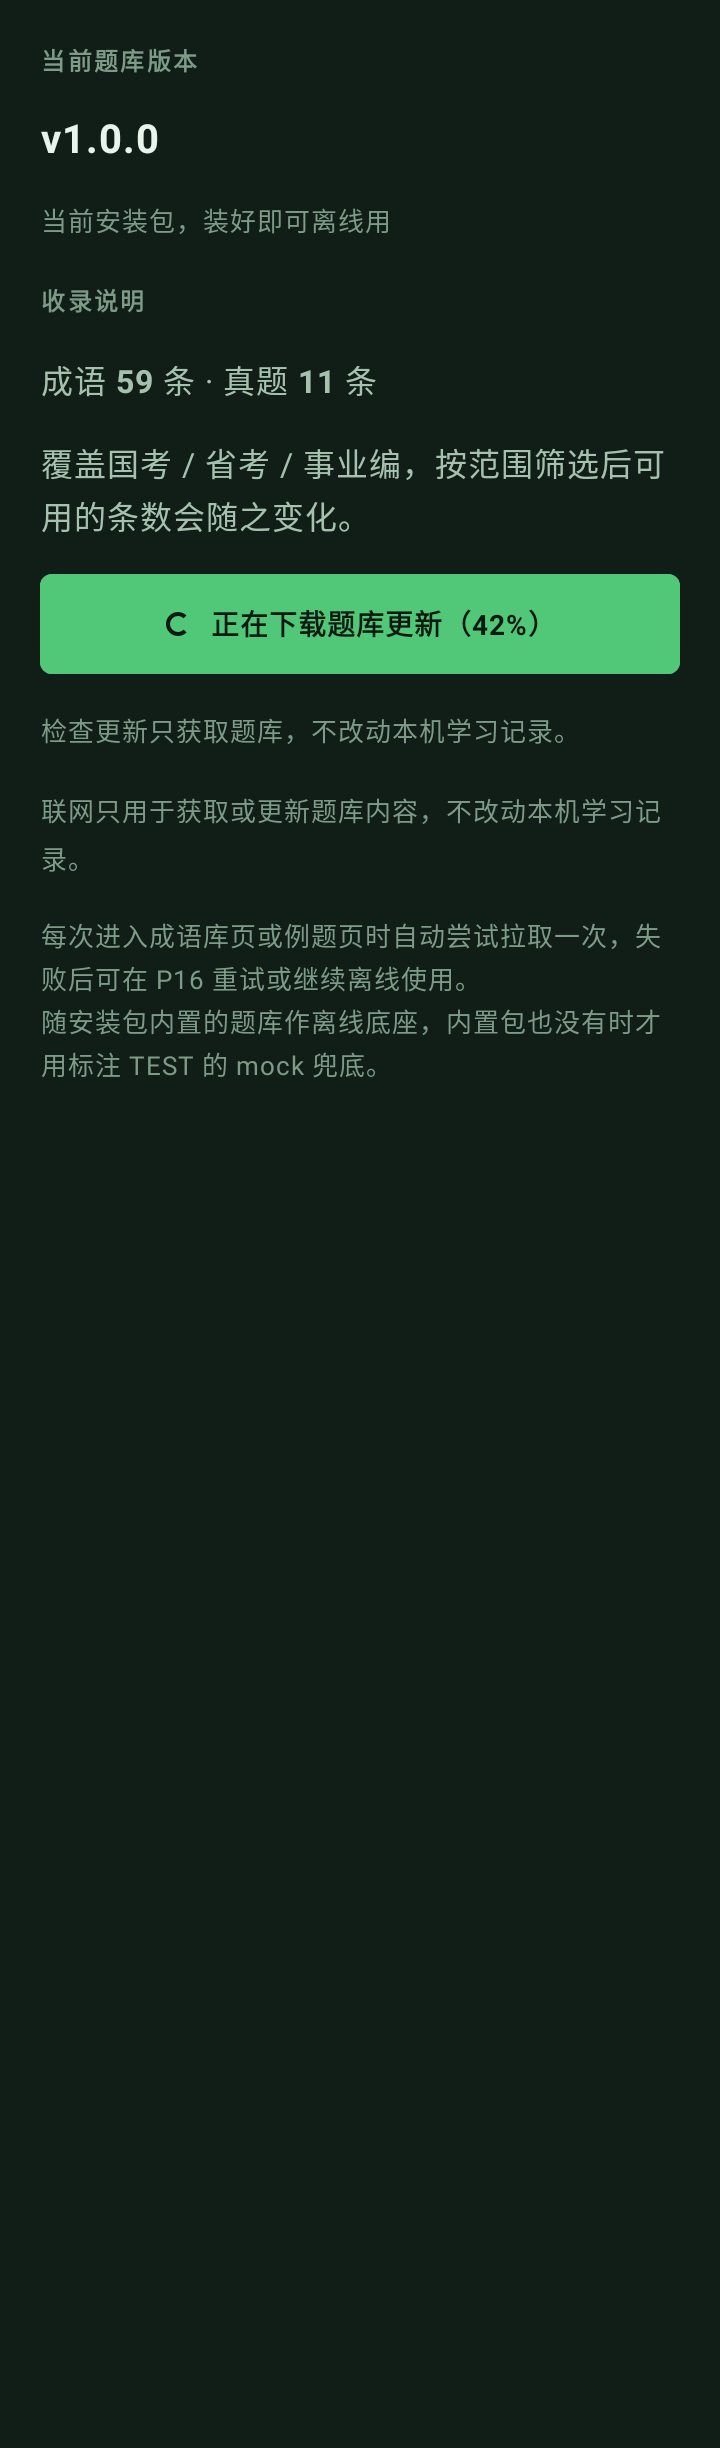 当前题库版本
v1.0.0
当前安装包，装好即可离线用
收录说明
成语 59 条 · 真题 11 条
覆盖国考 / 省考 / 事业编，按范围筛选后可
用的条数会随之变化。
正在下载题库更新（42%）
检查更新只获取题库，不改动本机学习记录。
联网只用于获取或更新题库内容，不改动本机学习记
录。
每次进入成语库页或例题页时自动尝试拉取一次，失
败后可在 P16 重试或继续离线使用。
随安装包内置的题库作离线底座，内置包也没有时才
用标注 TEST 的 mock 兜底。